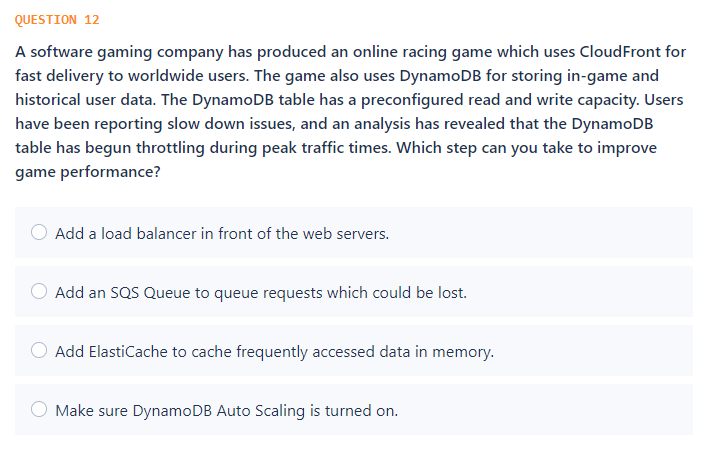 QUESTION 12
A software gaming company has produced an online racing game which uses CloudFront for
fast delivery to worldwide users. The game also uses DynamoDB for storing in-game and
historical user data. The DynamoDB table has a preconfigured read and write capacity. Users
have been reporting slow down issues, and an analysis has revealed that the DynamoDB
table has begun throttling during peak traffic times. Which step can you take to improve
game performance?
Add a load balancer in front of the web servers.
Add an SQS Queue to queue requests which could be lost.
Add ElastiCache to cache frequently accessed data in memory.
Make sure DynamoDB Auto Scaling is turned on.